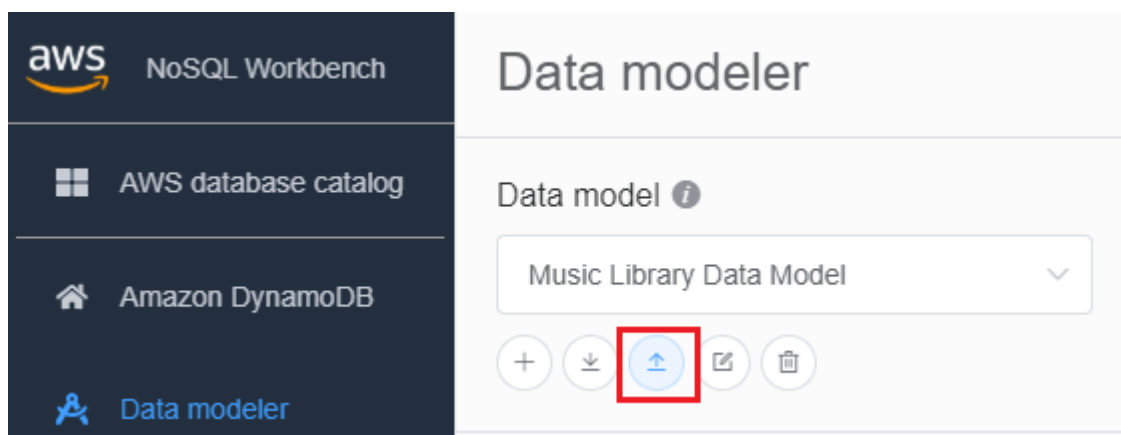 aws
NoSQL Workbench
AWS database catalog
Amazon DynamoDB
Data modeler
Data modeler
Data model
Music Library Data Model